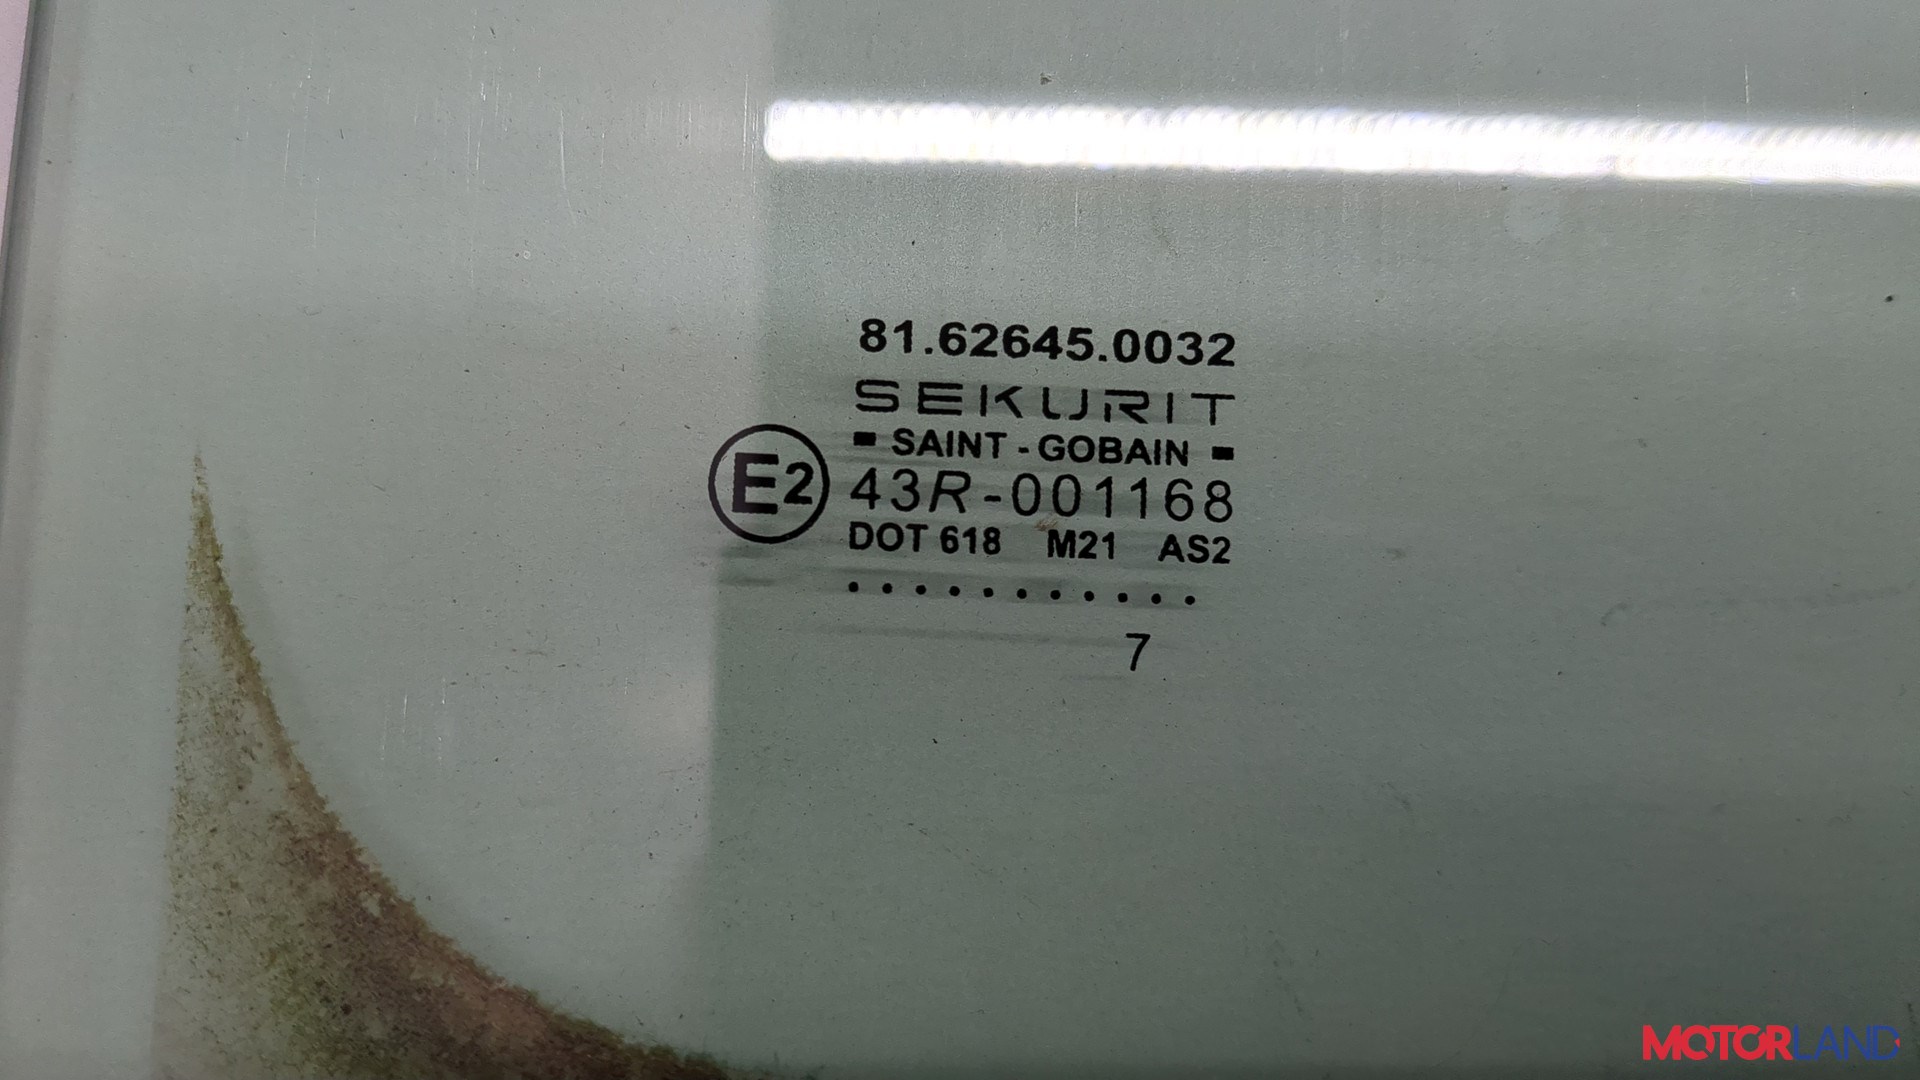 81.62645.0032
SEKURIT
SAINT - GOBAIN
E2 43R-001168
DOT 618 M21 AS2
...........
7
MOTORLAND